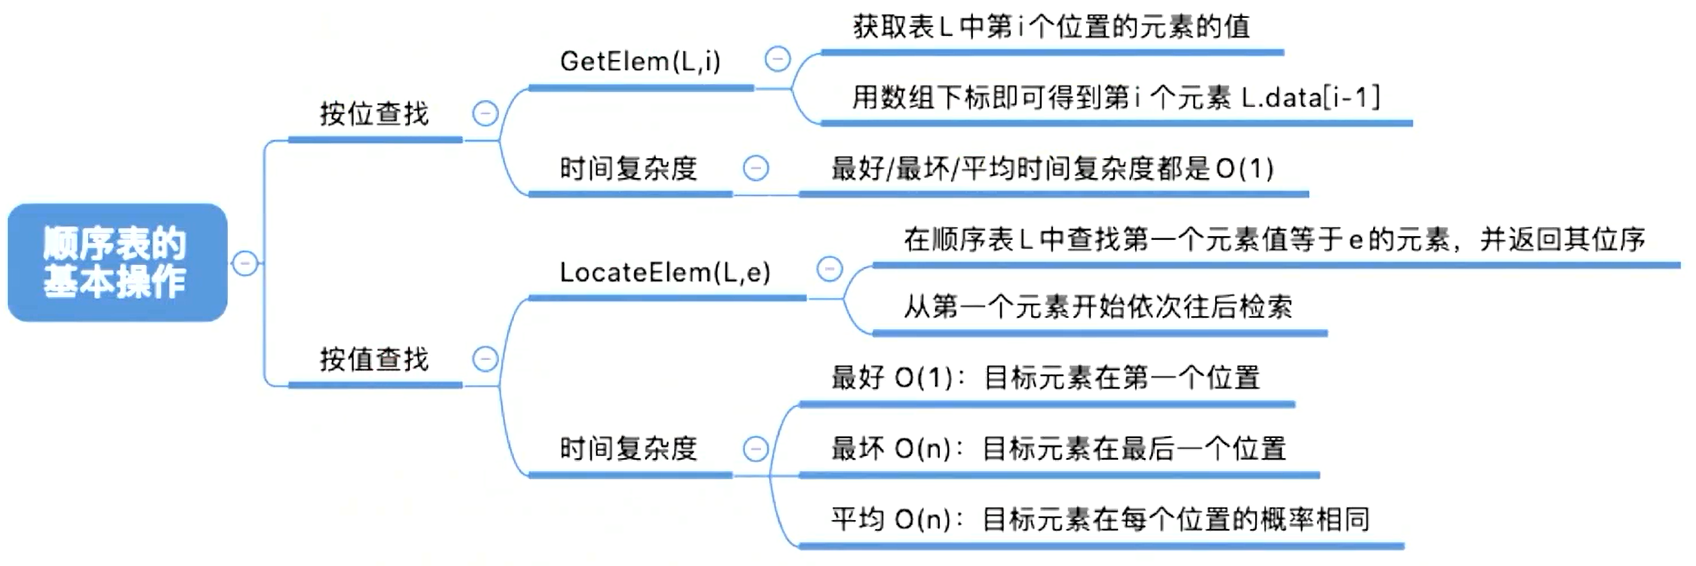 顺序表的
基本操作
按位查找
GetElem(L,i)
获取表L中第i个位置的元素的值
用数组下标即可得到第i个元素 L.data[i-1]
时间复杂度
最好/最坏/平均时间复杂度都是O(1)
按值查找
LocateElem(L,e)
在顺序表L中查找第一个元素值等于e的元素，并返回其位序
从第一个元素开始依次往后检索
时间复杂度
最好 O(1)：目标元素在第一个位置
最坏 O(n)：目标元素在最后一个位置
平均 O(n)：目标元素在每个位置的概率相同